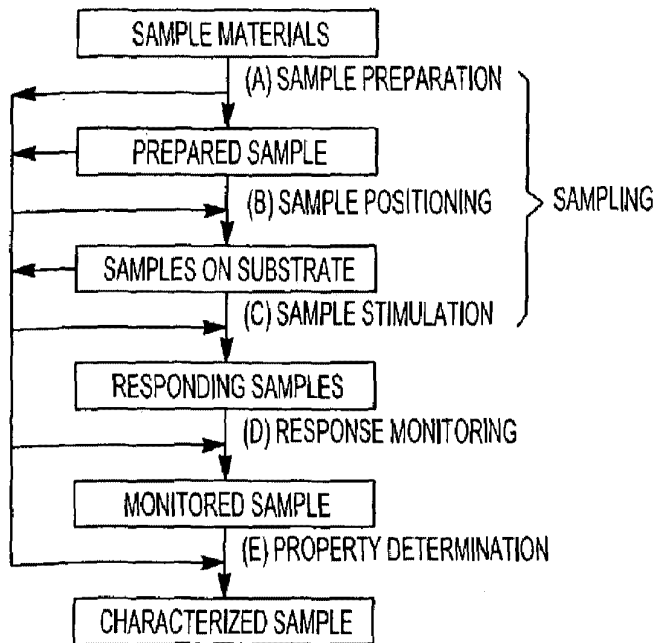 SAMPLE MATERIALS
(A) SAMPLE PREPARATION
PREPARED SAMPLE
(B) SAMPLE POSITIONING
SAMPLING
SAMPLES ON SUBSTRATE
(C) SAMPLE STIMULATION
RESPONDING SAMPLES
(D) RESPONSE MONITORING
MONITORED SAMPLE
(E) PROPERTY DETERMINATION
CHARACTERIZED SAMPLE